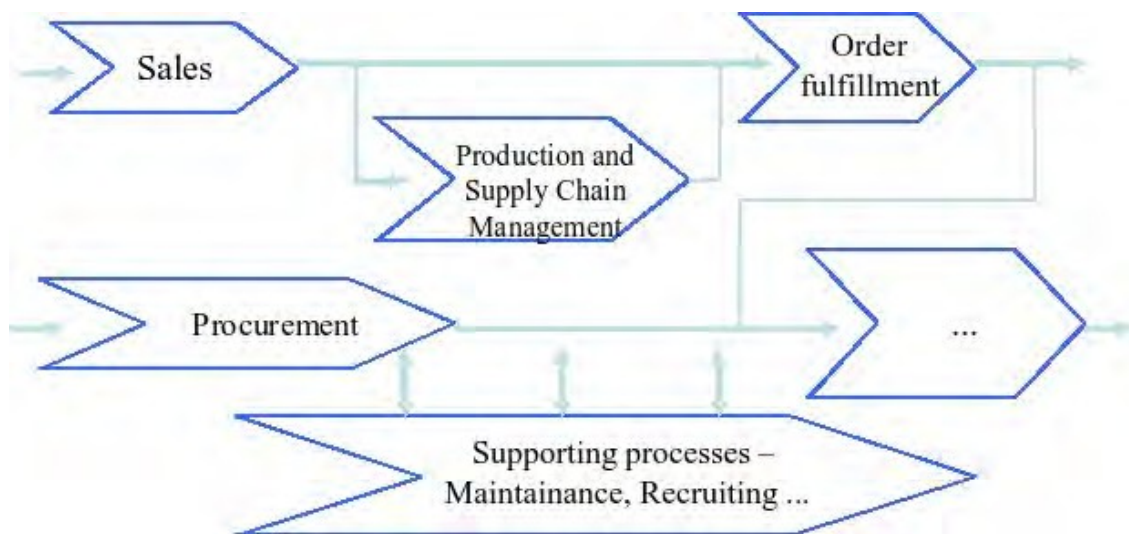 Sales
Order
fulfillment
Production and
Supply Chain
Management
Procurement
...
Supporting processes –
Maintainance, Recruiting ...